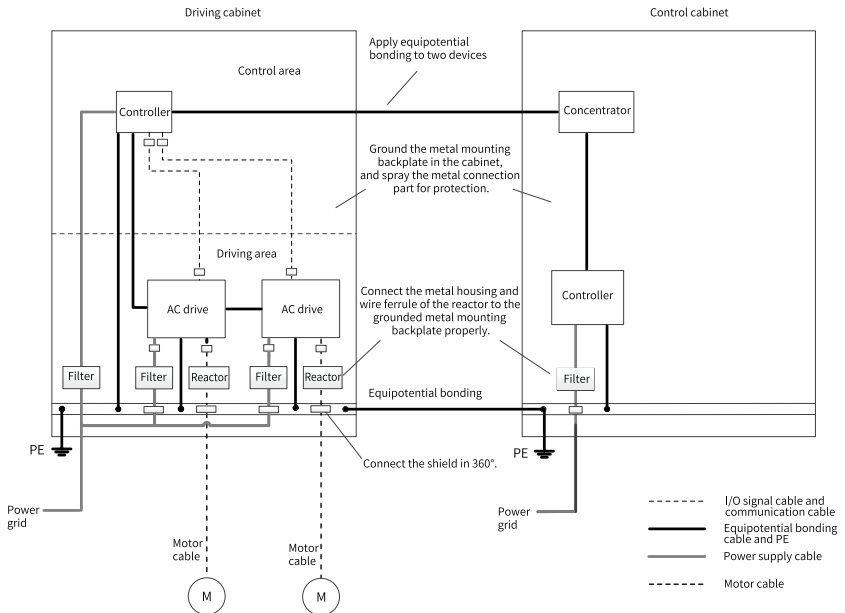 Driving cabinet
Control cabinet
Apply equipotential
bonding to two devices
Control area
Controller
Concentrator
Ground the metal mounting
backplate in the cabinet,
and spray the metal connection
part for protection.
Driving area
AC drive
AC drive
Connect the metal housing and
wire ferrule of the reactor to the
grounded metal mounting
backplate properly.
Controller
Filter
Filter
Reactor
Filter
Reactor
Filter
Equipotential bonding
PE
PE
Connect the shield in 360°.
Power
grid
Power
grid
Motor
cable
Motor
cable
M
M
I/O signal cable and
communication cable
Equipotential bonding
cable and PE
Power supply cable
Motor cable